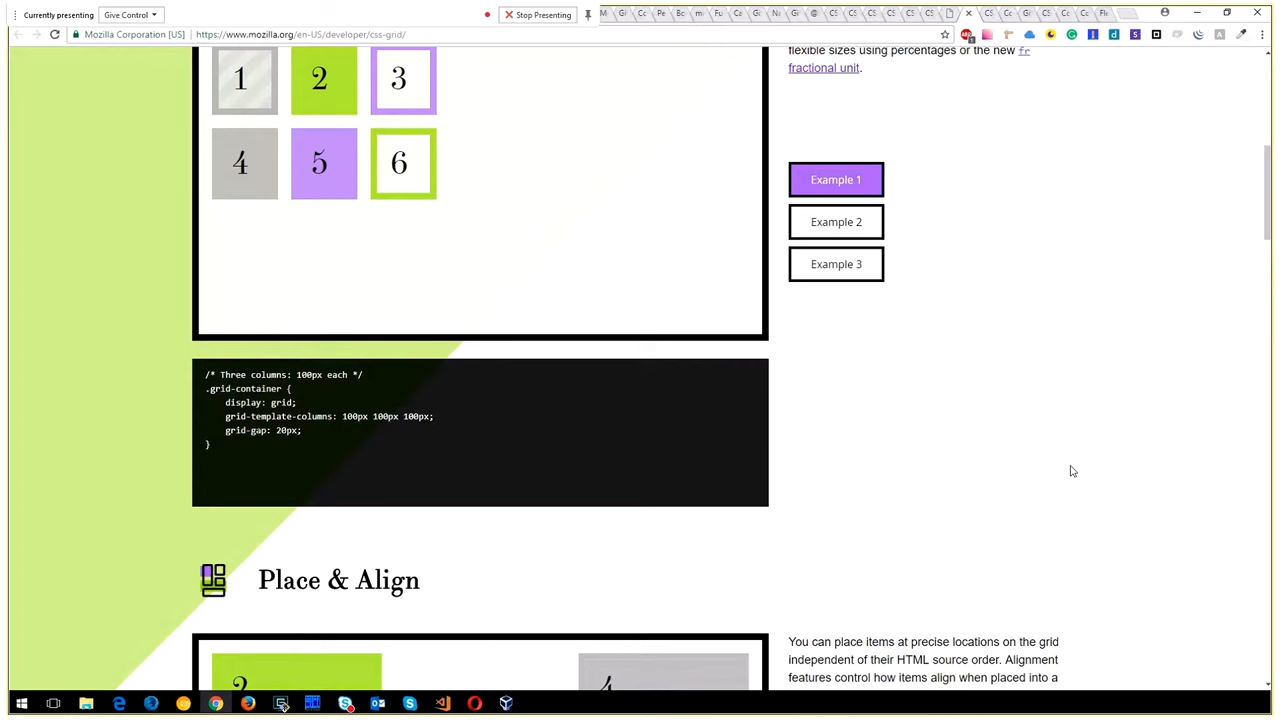 Currently presenting
Give Control
Stop Presenting
Mozilla Corporation [US]
https://www.mozilla.org/en-US/developer/css-grid/
1
2
3
4
5
6
flexible sizes using percentages or the new fr
fractional unit.
Example 1
Example 2
Example 3
/* Three columns: 100px each */
.grid-container {
display: grid;
grid-template-columns: 100px 100px 100px;
grid-gap: 20px;
}
Place & Align
You can place items at precise locations on the grid
independent of their HTML source order. Alignment
features control how items align when placed into a